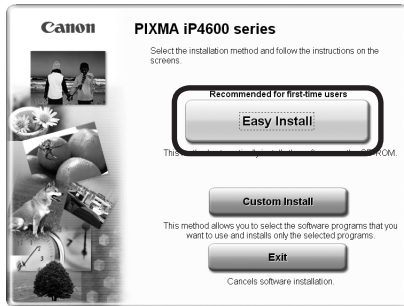 Canon
PIXMA iP4600 series
Select the installation method and follow the instructions on the
screens.
Recommended for first-time users
Easy Install
This CD-ROM.
Custom Install
This method allows you to select the software programs that you
want to use and installs only the selected programs.
Exit
Cancels software installation.